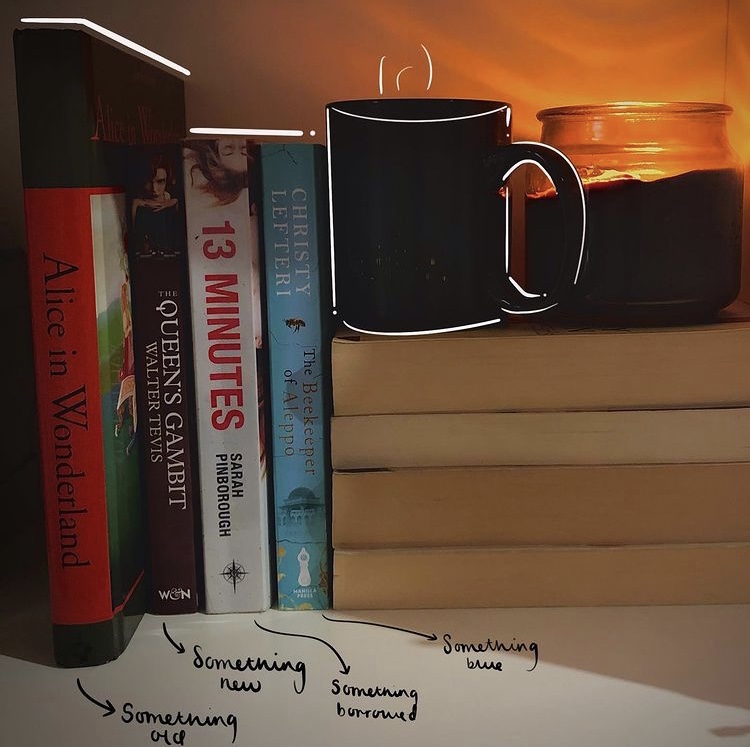 Alice in Wonderland
Alice in Wonderland
THE
QUEEN'S GAMBIT
WALTER TEVIS
W&N
13 MINUTES
SARAH
PINBOROUGH
CHRISTY
LEFTERI
The Beekeeper
of Aleppo
MANILLA
PRESS
Something
old
Something
new
Something
borrowed
Something
blue